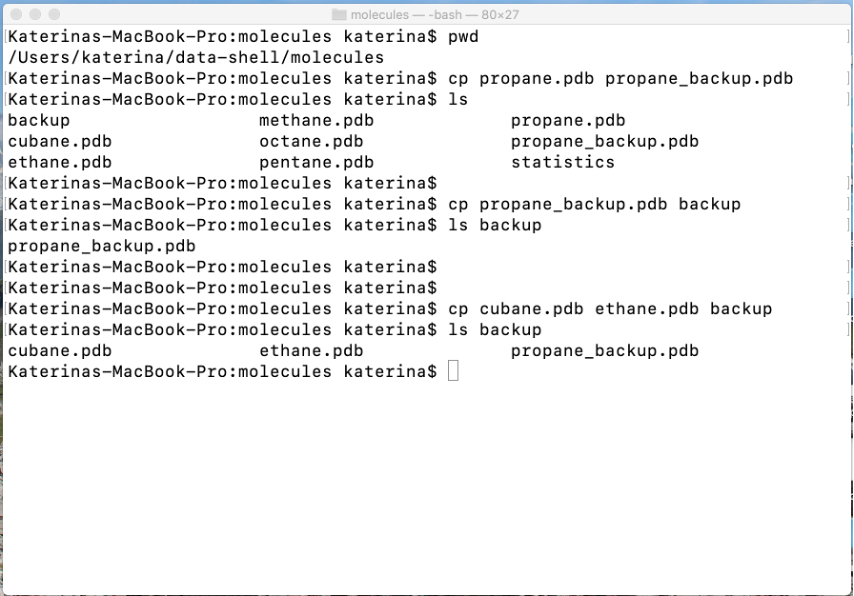 molecules — -bash — 80×27
Katerinas-MacBook-Pro:molecules katerina$ pwd
/Users/katerina/data-shell/molecules
Katerinas-MacBook-Pro:molecules katerina$ cp propane.pdb propane_backup.pdb
Katerinas-MacBook-Pro:molecules katerina$ ls
backup methane.pdb propane.pdb
cubane.pdb octane.pdb propane_backup.pdb
ethane.pdb pentane.pdb statistics
Katerinas-MacBook-Pro:molecules katerina$
Katerinas-MacBook-Pro:molecules katerina$ cp propane_backup.pdb backup
Katerinas-MacBook-Pro:molecules katerina$ ls backup
propane_backup.pdb
Katerinas-MacBook-Pro:molecules katerina$
Katerinas-MacBook-Pro:molecules katerina$
Katerinas-MacBook-Pro:molecules katerina$ cp cubane.pdb ethane.pdb backup
Katerinas-MacBook-Pro:molecules katerina$ ls backup
cubane.pdb ethane.pdb propane_backup.pdb
Katerinas-MacBook-Pro:molecules katerina$